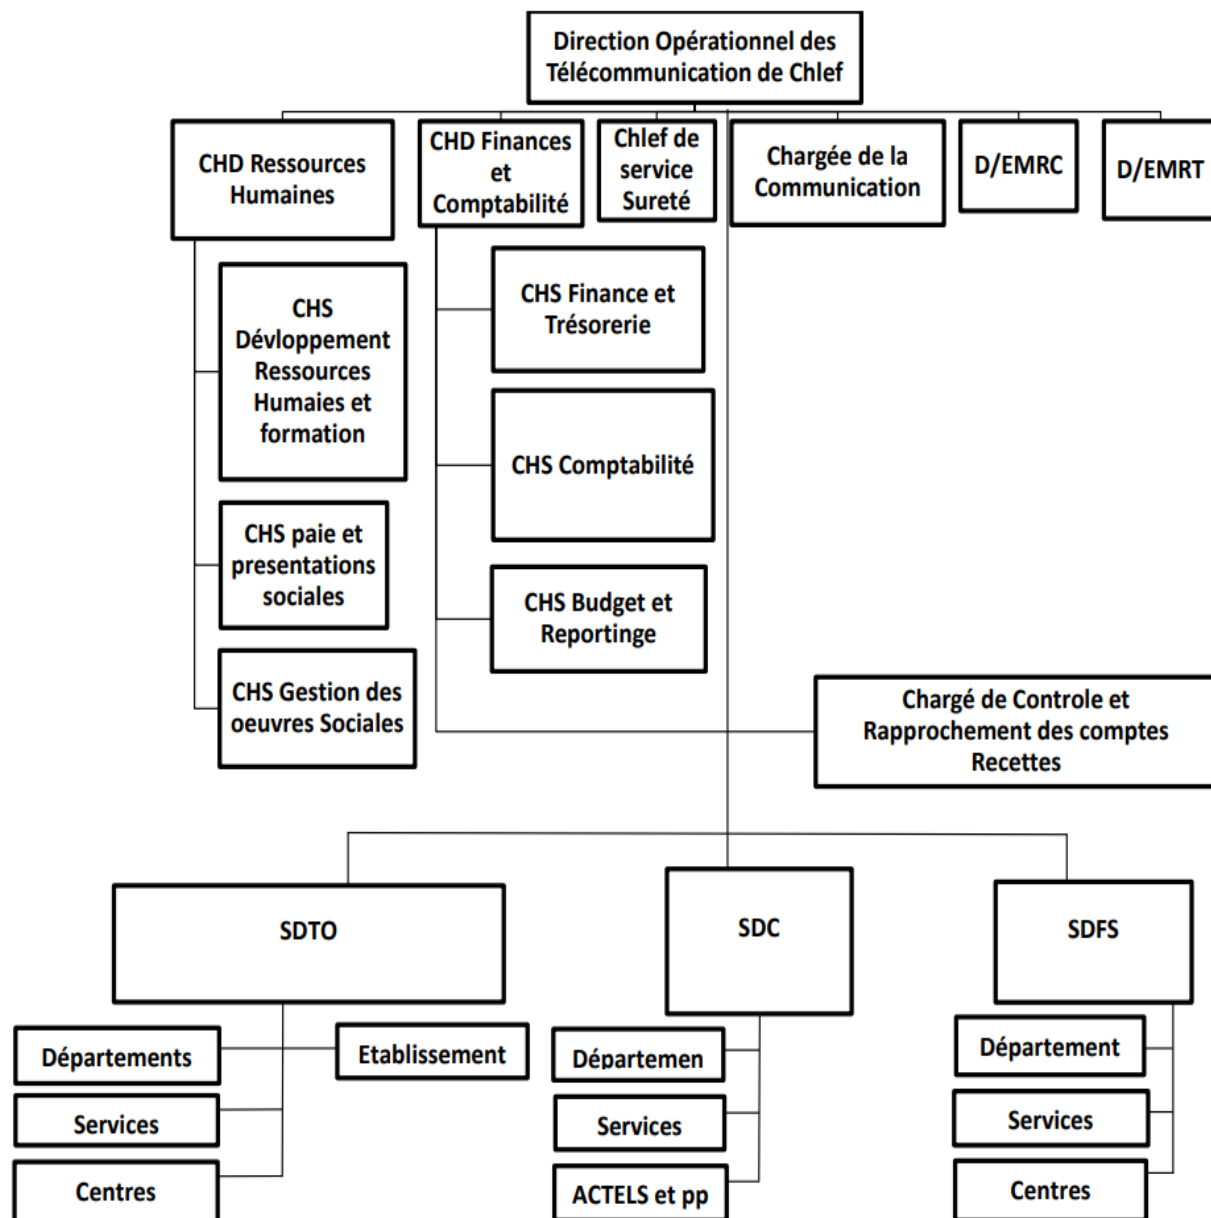 Direction Opérationnel des
Télécommunication de Chlef
CHD Ressources
Humaines
CHD Finances
et
Comptabilité
Chlef de
service
Sureté
Chargée de la
Communication
D/EMRC
D/EMRT
CHS
Dévloppement
Ressources
Humaies et
formation
CHS paie et
presentations
sociales
CHS Gestion des
oeuvres Sociales
CHS Finance et
Trésorerie
CHS Comptabilité
CHS Budget et
Reportinge
Chargé de Controle et
Rapprochement des comptes
Recettes
SDTO
Départements
Etablissement
Services
Centres
SDC
Départemen
Services
ACTELS et pp
SDFS
Département
Services
Centres